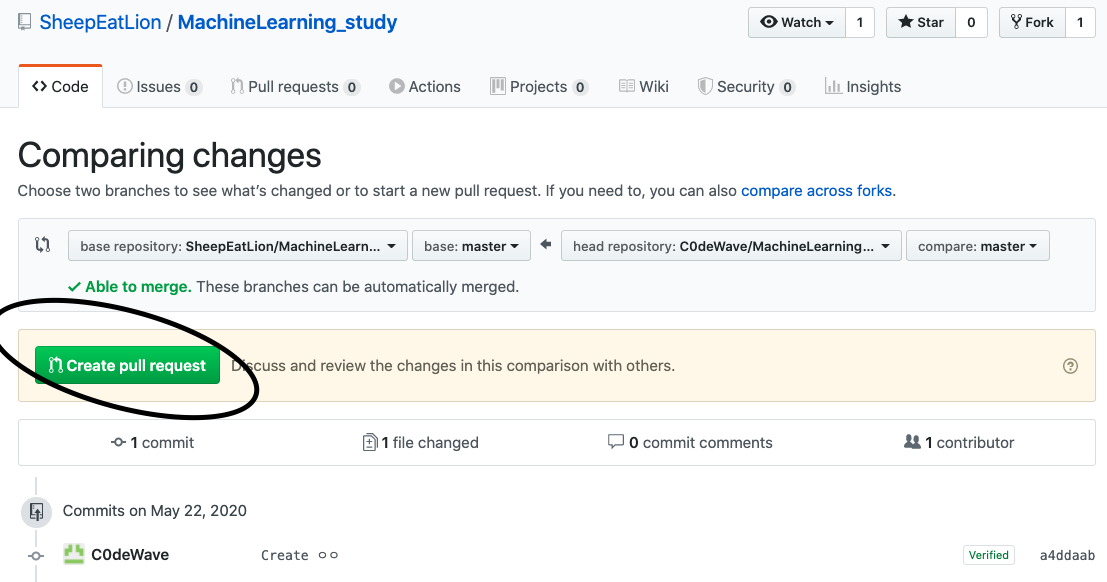 SheepEatLion / MachineLearning_study
Watch 1 Star 0 Fork 1
Code Issues 0 Pull requests 0 Actions Projects 0 Wiki Security 0 Insights
Comparing changes
Choose two branches to see what's changed or to start a new pull request. If you need to, you can also compare across forks.
base repository: SheepEatLion/MachineLearn... base: master head repository: C0deWave/MachineLearning... compare: master
Able to merge. These branches can be automatically merged.
Create pull request Discuss and review the changes in this comparison with others.
1 commit 1 file changed 0 commit comments 1 contributor
Commits on May 22, 2020
C0deWave Create ㅇㅇ Verified a4ddaab